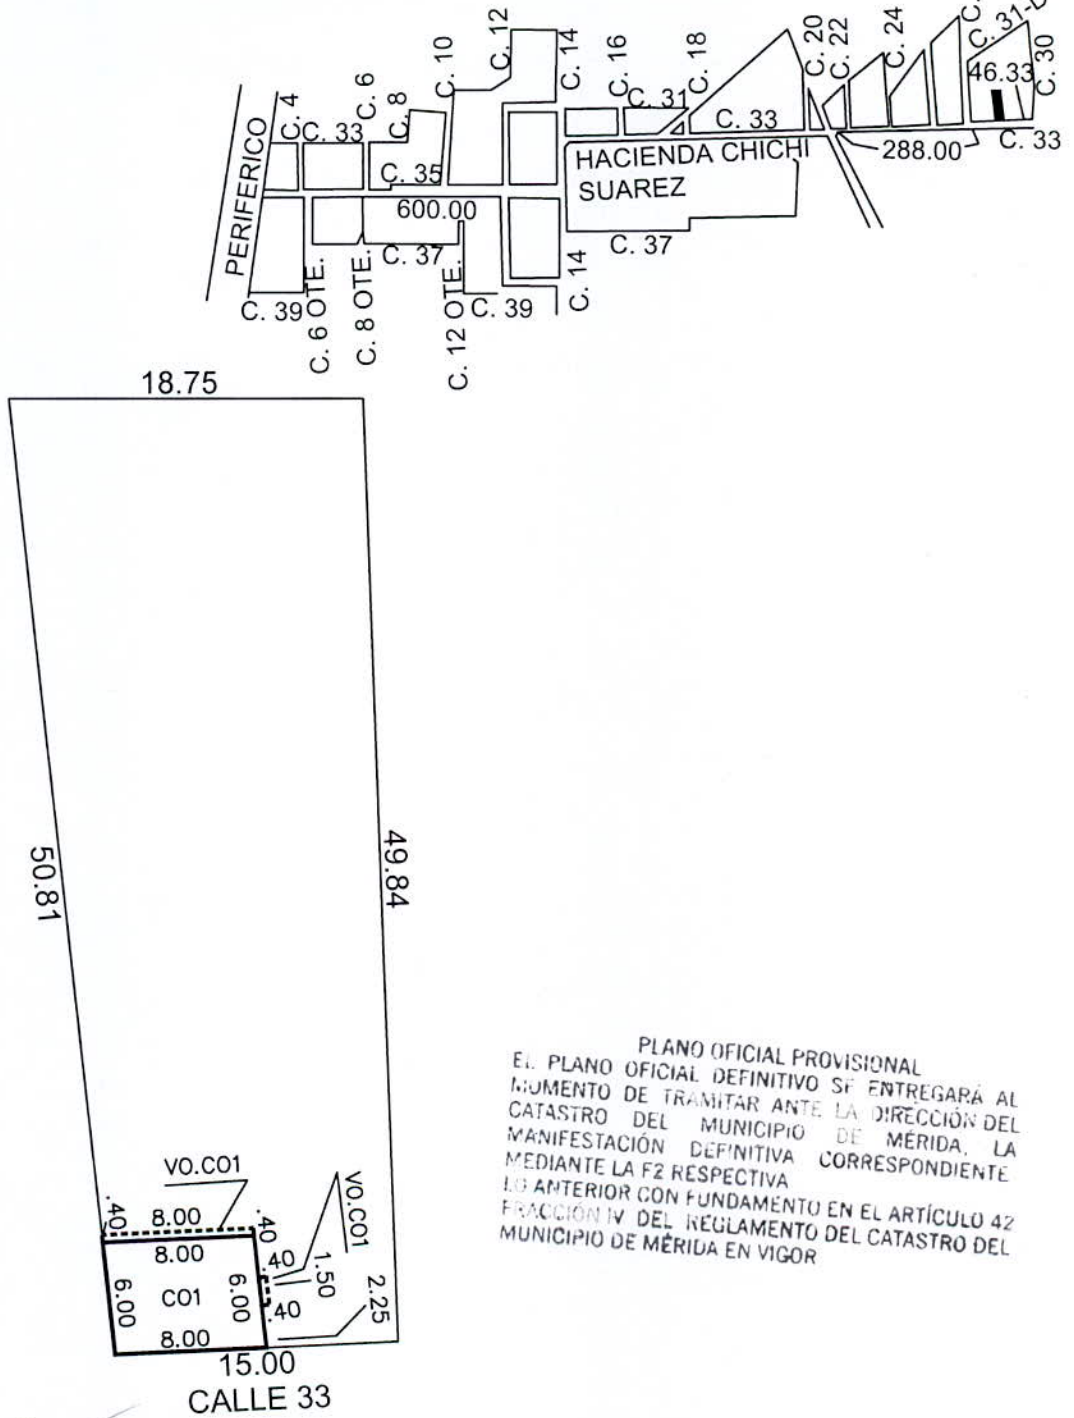 C. 12
C. 14
C. 10
C. 16
C. 18
C. 20
C. 22
C. 24
C. 31-D
C. 30
46.33
C. 4
C. 6
C. 8
C. 33
C. 31
C. 33
C. 33
288.00
PERIFERICO
C. 35
HACIENDA CHICHI
SUAREZ
600.00
C. 37
C. 37
C. 14
C. 39
C. 6 OTE.
C. 8 OTE.
C. 12 OTE.
C. 39
18.75
50.81
49.84
PLANO OFICIAL PROVISIONAL
EL PLANO OFICIAL DEFINITIVO SE ENTREGARÁ AL
MOMENTO DE TRAMITAR ANTE LA DIRECCIÓN DEL
CATASTRO DEL MUNICIPIO DE MÉRIDA, LA
MANIFESTACIÓN DEFINITIVA CORRESPONDIENTE
MEDIANTE LA F2 RESPECTIVA
LO ANTERIOR CON FUNDAMENTO EN EL ARTÍCULO 42
FRACCIÓN IV DEL REGLAMENTO DEL CATASTRO DEL
MUNICIPIO DE MÉRIDA EN VIGOR
VO.CO1
VO.CO1
.40
8.00
.40
8.00
.40
1.50
6.00
CO1
6.00
.40
2.25
8.00
15.00
CALLE 33